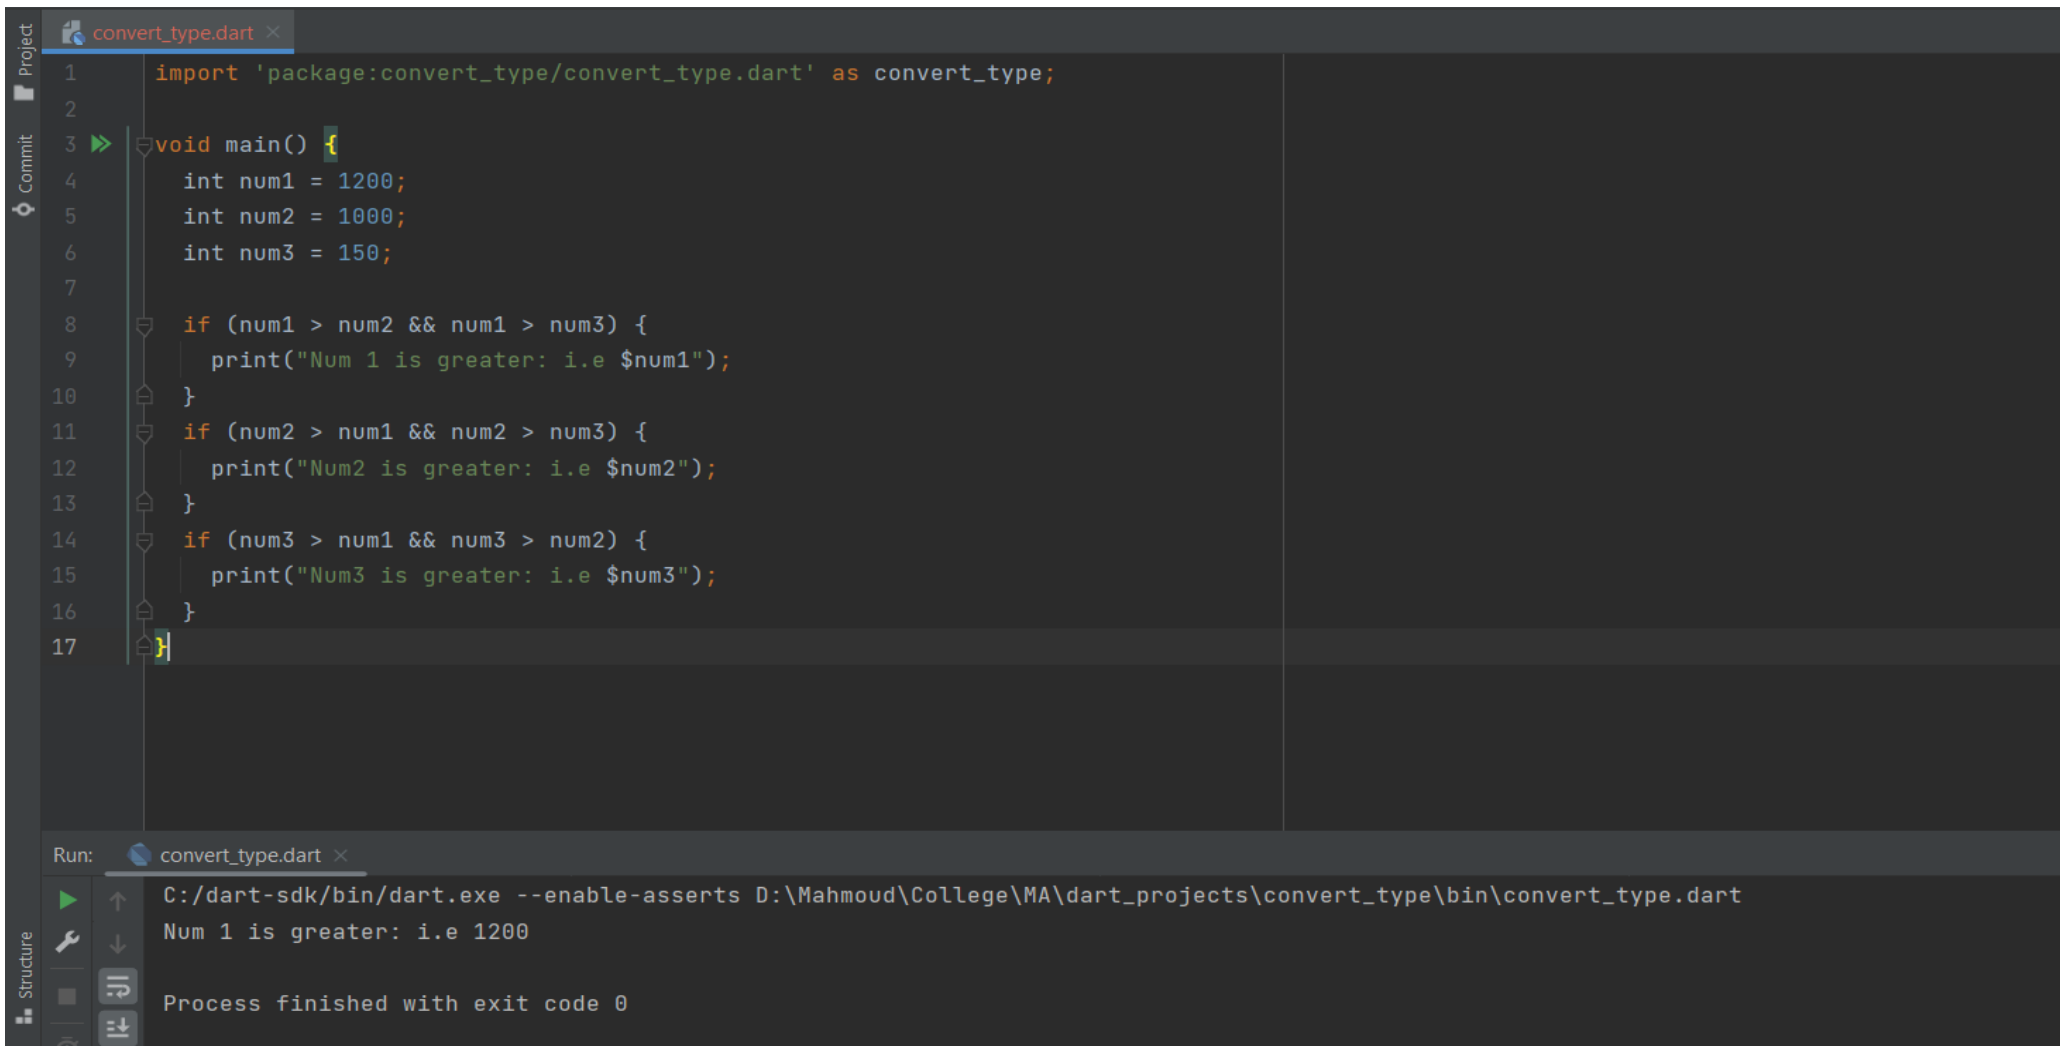 Project
Commit
Structure
convert_type.dart
1 import 'package:convert_type/convert_type.dart' as convert_type;
2
3 void main() {
4   int num1 = 1200;
5   int num2 = 1000;
6   int num3 = 150;
7
8   if (num1 > num2 && num1 > num3) {
9     print("Num 1 is greater: i.e $num1");
10   }
11   if (num2 > num1 && num2 > num3) {
12     print("Num2 is greater: i.e $num2");
13   }
14   if (num3 > num1 && num3 > num2) {
15     print("Num3 is greater: i.e $num3");
16   }
17 }
Run: convert_type.dart
C:/dart-sdk/bin/dart.exe --enable-asserts D:\Mahmoud\College\MA\dart_projects\convert_type\bin\convert_type.dart
Num 1 is greater: i.e 1200
Process finished with exit code 0